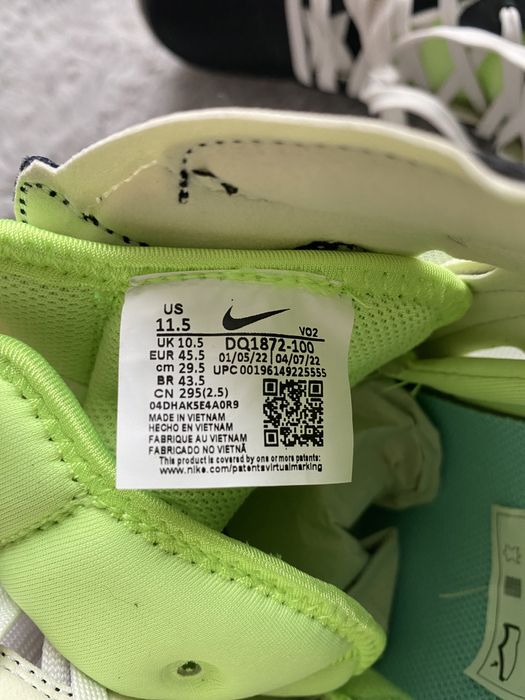 US
11.5
V02
UK 10.5 DQ1872-100
EUR 45.5 01/05/22 04/07/22
cm 29.5 UPC 00196149225555
BR 43.5
CN 295(2.5)
04DHAK5E4A0R9
MADE IN VIETNAM
HECHO EN VIETNAM
FABRIQUE AU VIETNAM
FABRICADO NO VIETNÃ
This product is covered by one or more patents:
www.nike.com/patentsvirtualmarking